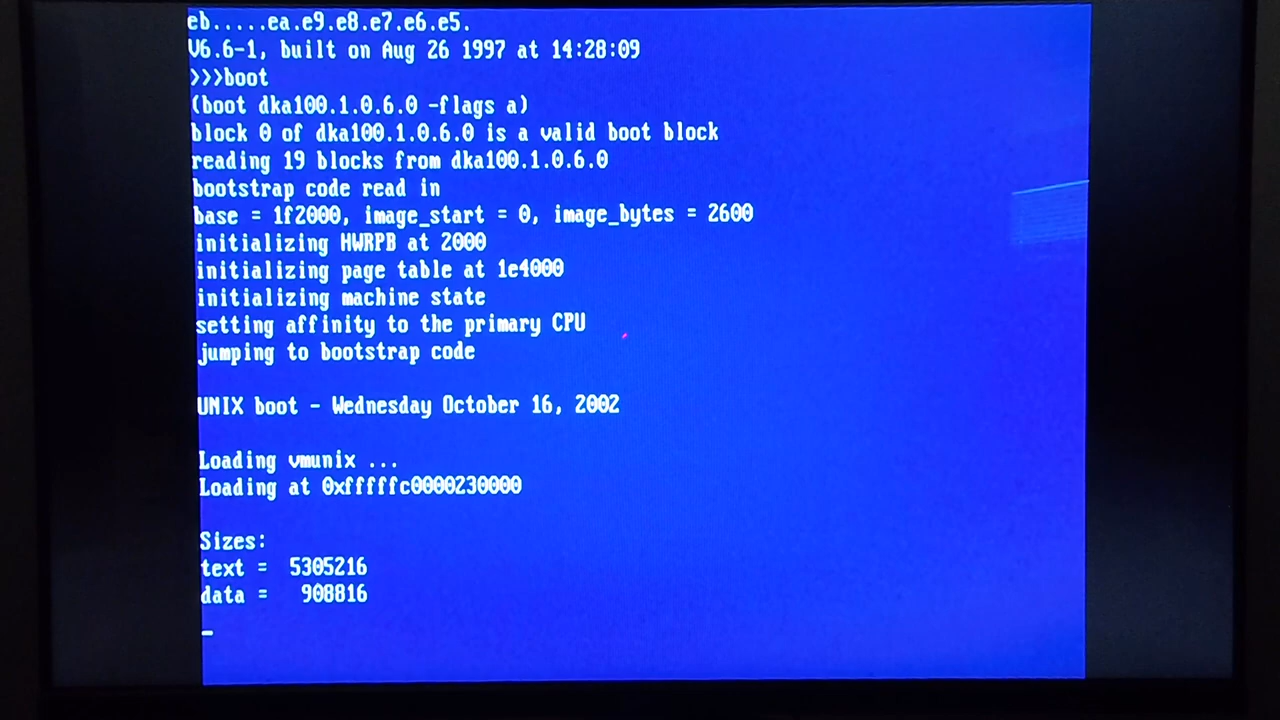 eb.....ea.e9.e8.e7.e6.e5.
V6.6-1, built on Aug 26 1997 at 14:28:09
>>>boot
(boot dka100.1.0.6.0 -flags a)
block 0 of dka100.1.0.6.0 is a valid boot block
reading 19 blocks from dka100.1.0.6.0
bootstrap code read in
base = 1f2000, image_start = 0, image_bytes = 2600
initializing HWRPB at 2000
initializing page table at 1e4000
initializing machine state
setting affinity to the primary CPU
jumping to bootstrap code
UNIX boot - Wednesday October 16, 2002
Loading vmunix ...
Loading at 0xfffffc0000230000
Sizes:
text =  5305216
data =   908816